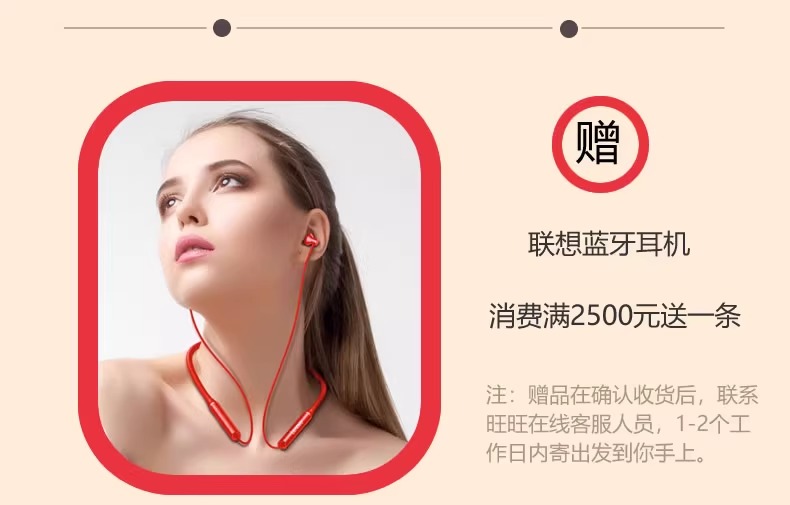 赠
联想蓝牙耳机
消费满2500元送一条
注：赠品在确认收货后，联系
旺旺在线客服人员，1-2个工
作日内寄出发到你手上。